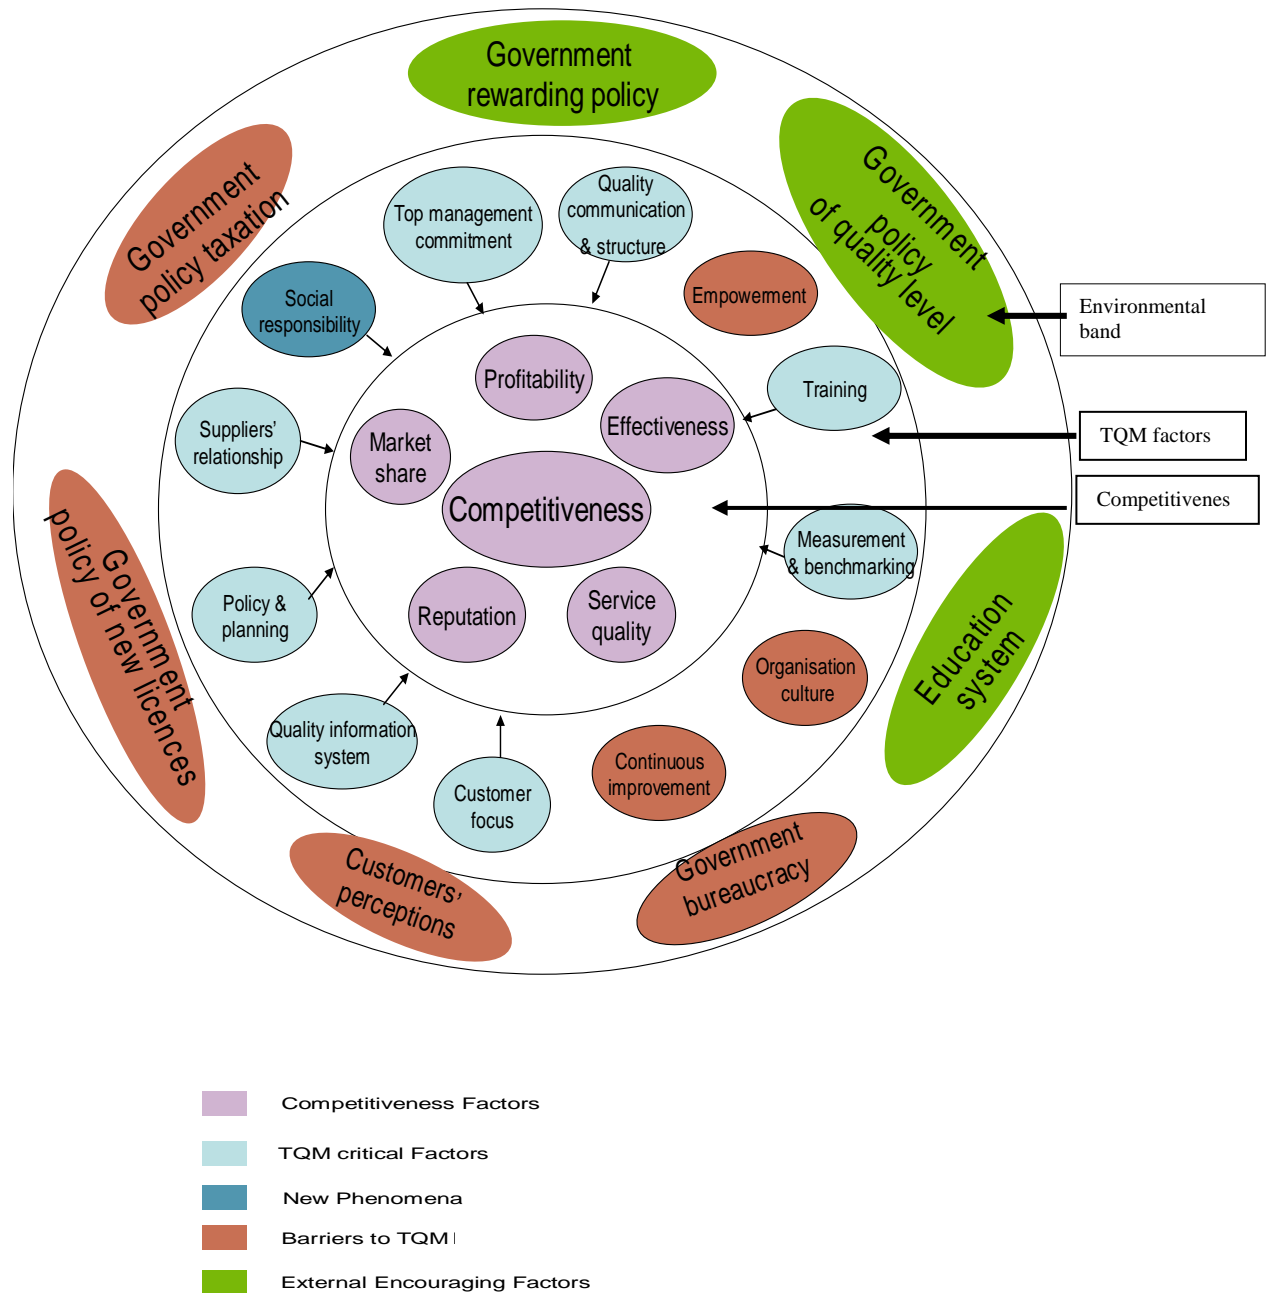 Government
rewarding policy
Government
policy
of quality level
Government
policy taxation
Top management
commitment
Quality
communication
& structure
Empowerment
Social
responsibility
Environmental
band
Profitability
Training
Effectiveness
TQM factors
Suppliers’
relationship
Market
share
Competitiveness
Competitivenes
Measurement
& benchmarking
Government
policy of new licences
Policy &
planning
Reputation
Service
quality
Education
system
Organisation
culture
Quality information
system
Continuous
improvement
Customer
focus
Customers’
perceptions
Government
bureaucracy
Competitiveness Factors
TQM critical Factors
New Phenomena
Barriers to TQM
External Encouraging Factors